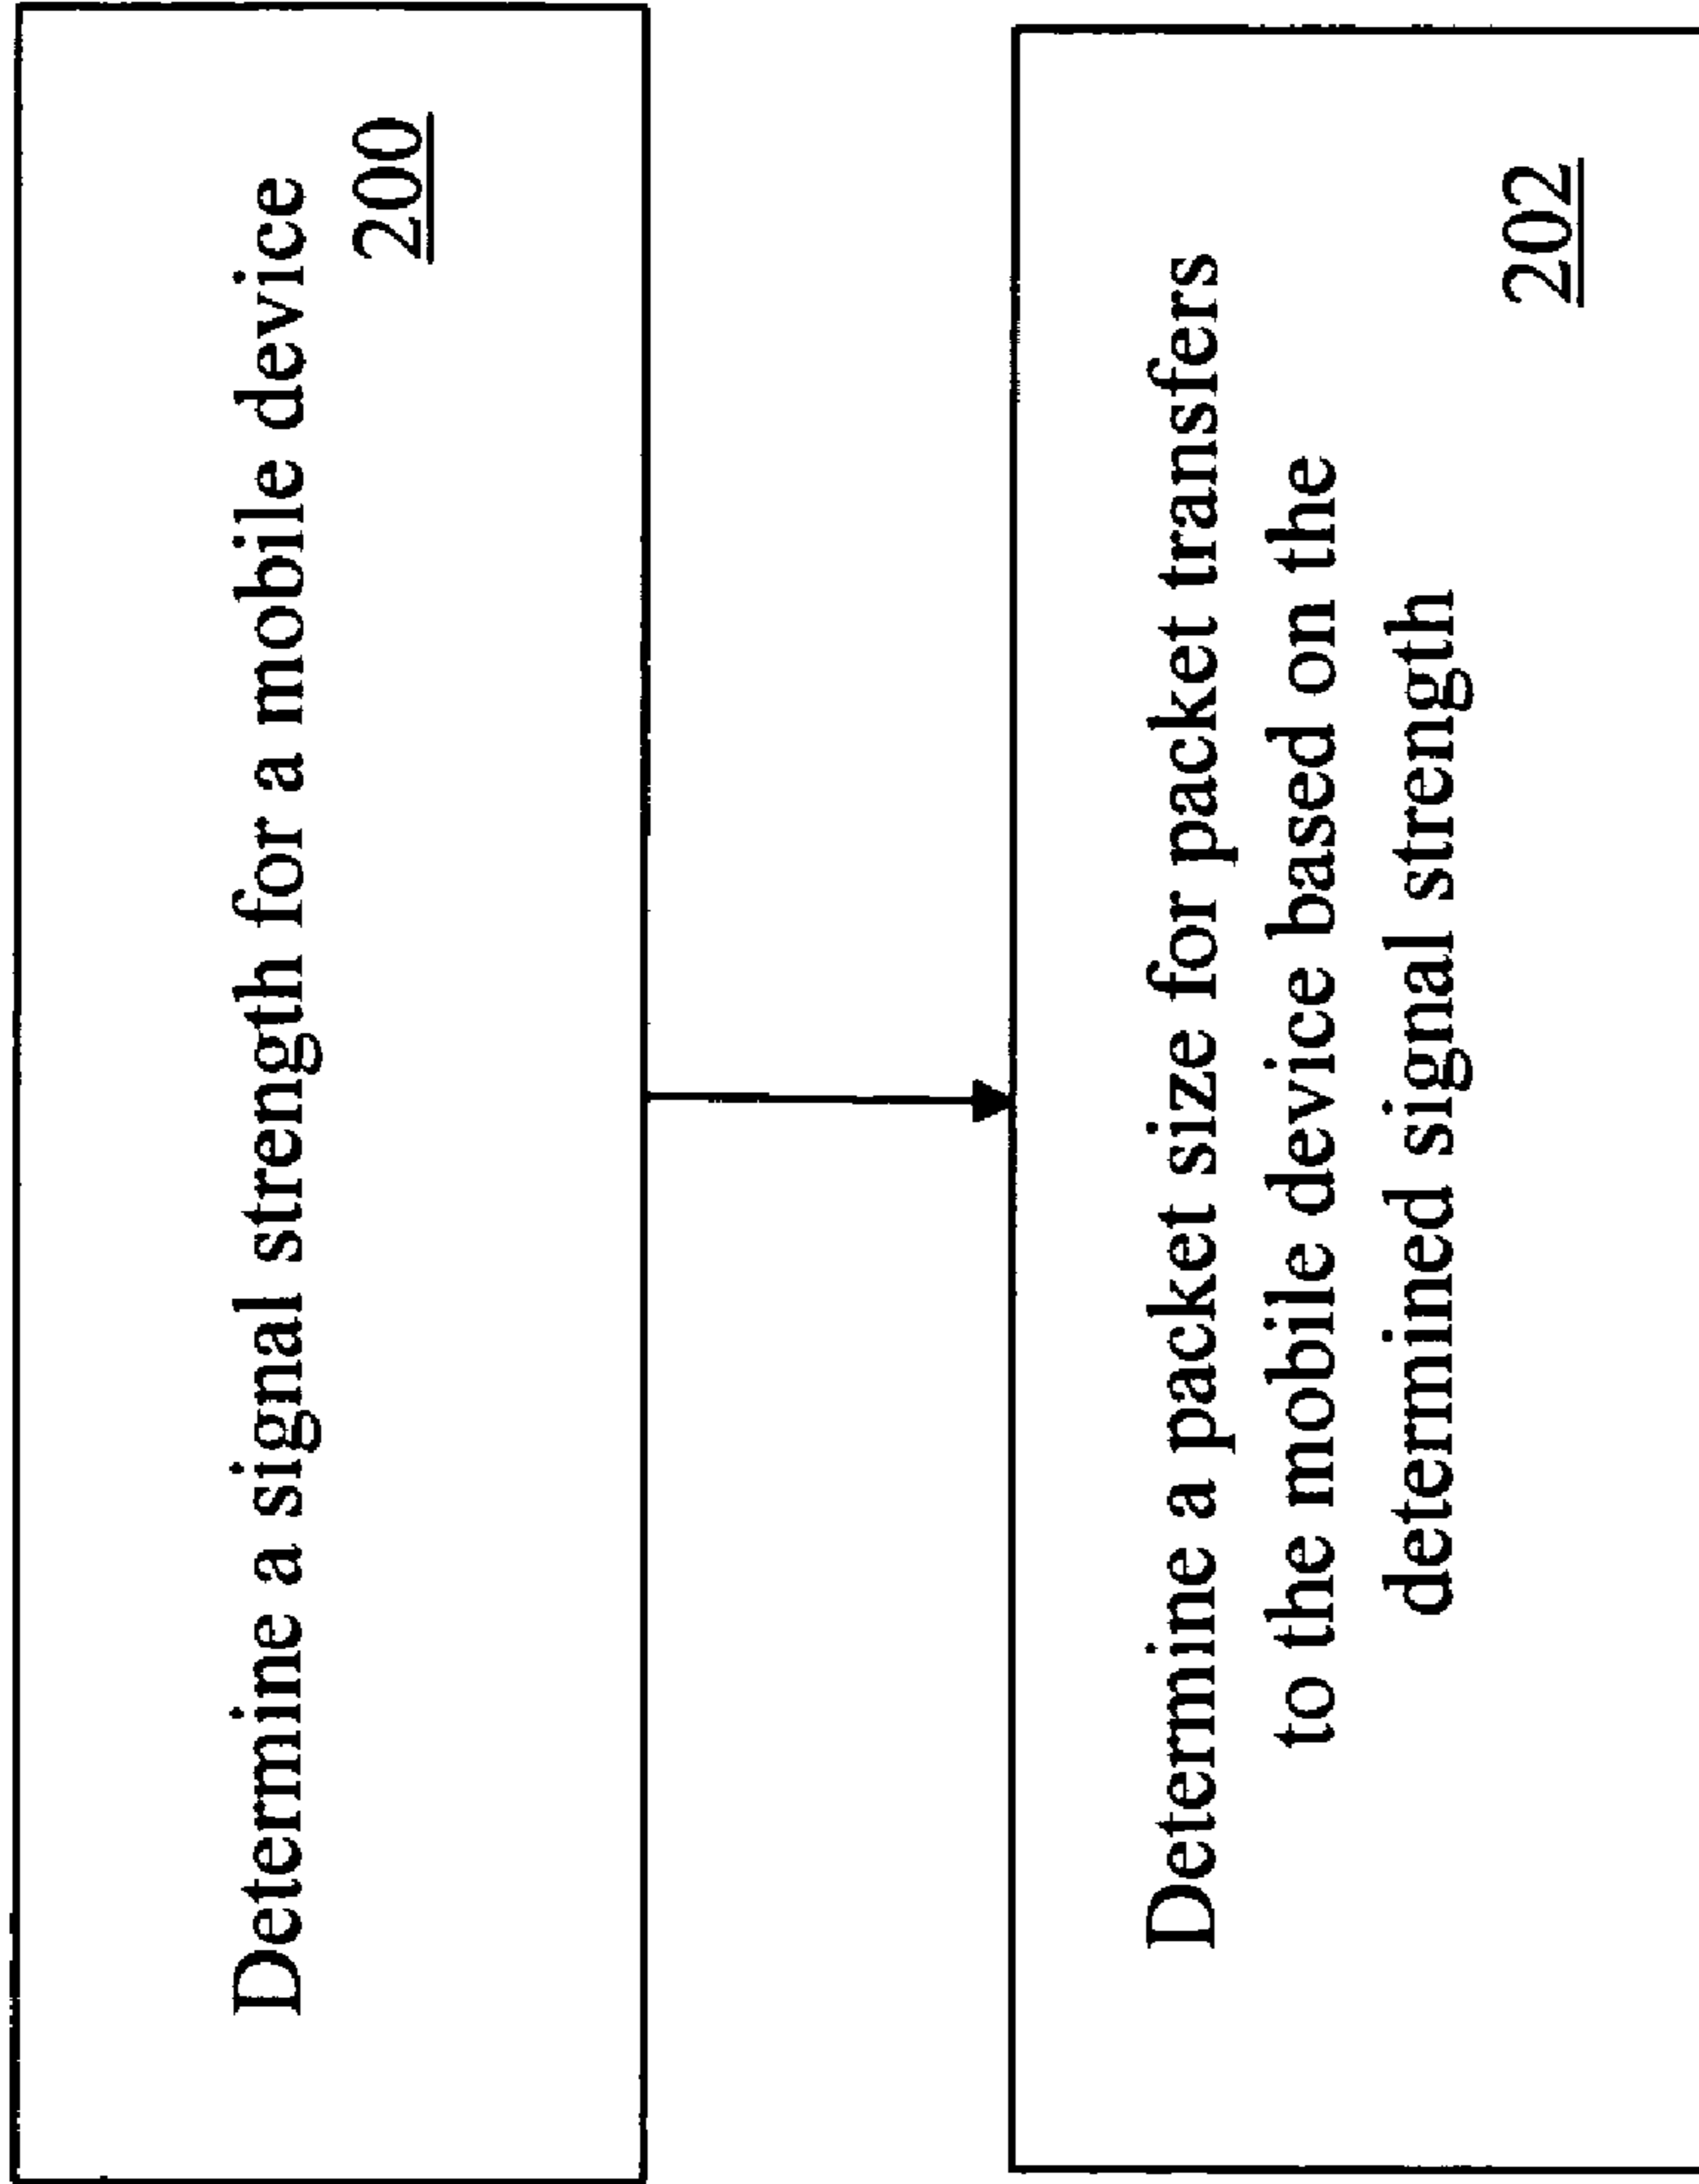 Determine a signal strength for a mobile device
200
Determine a packet size for packet transfers
to the mobile device based on the
determined signal strength
202